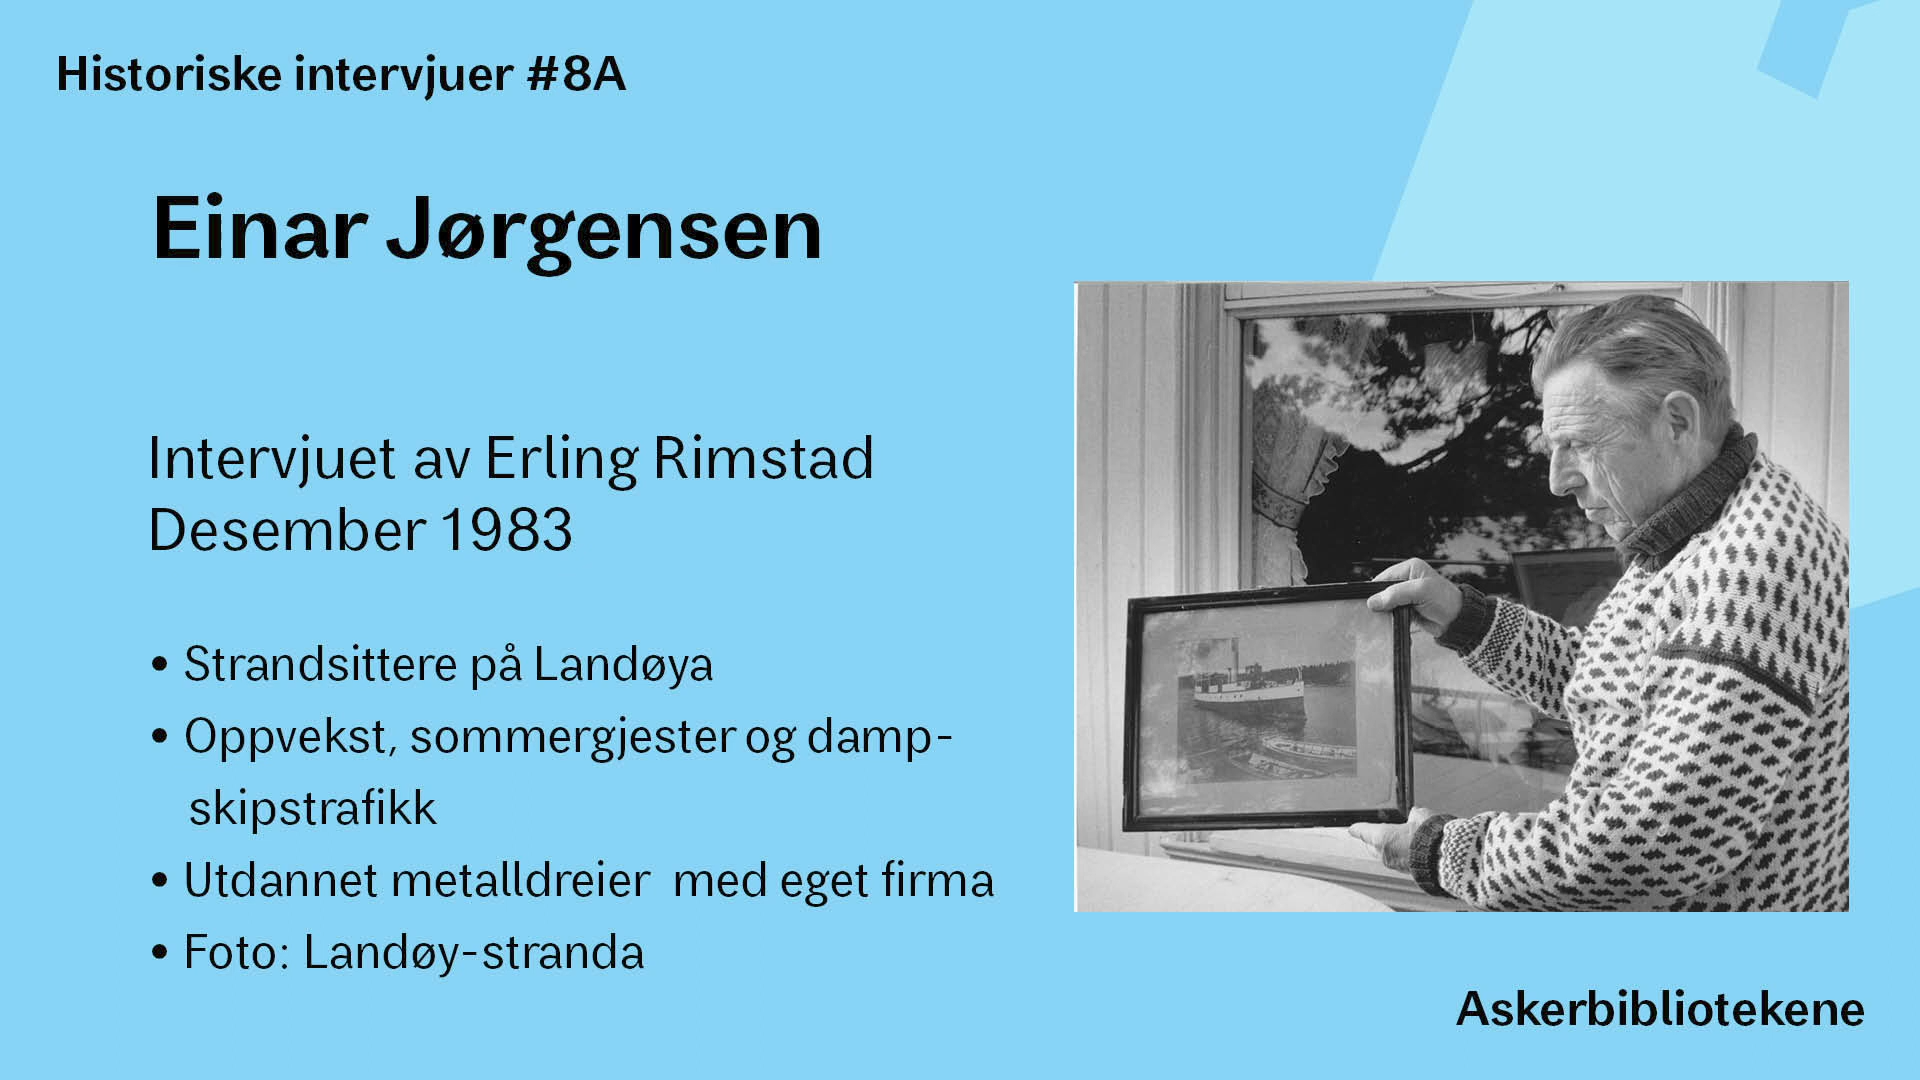 Historiske intervjuer #8A
Einar Jørgensen
Intervjuet av Erling Rimstad
Desember 1983
• Strandsittere på Landøya
• Oppvekst, sommergjester og damp-
skipstrafikk
• Utdannet metalldreier  med eget firma
• Foto: Landøy-stranda
Askerbibliotekene